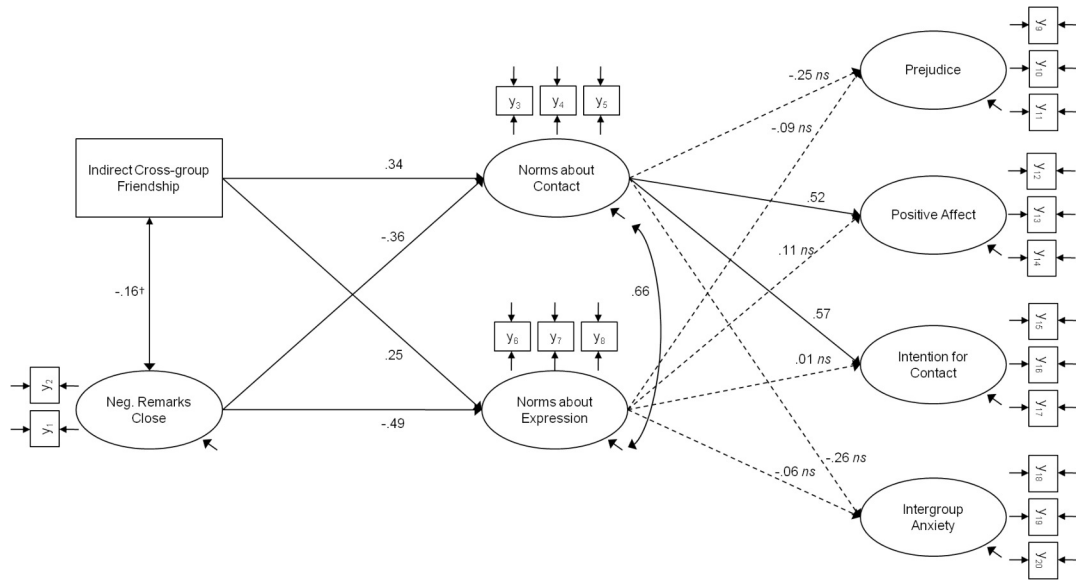 y₉
y₁₀
y₁₁
Prejudice
-.25 ns
-.09 ns
y₃ y₄ y₅
Indirect Cross-group
Friendship
.34
Norms about
Contact
y₁₂
y₁₃
y₁₄
.52
Positive Affect
-.36
.11 ns
-.16†
.66
.57
y₆ y₇ y₈
y₁₅
y₁₆
y₁₇
.25
.01 ns
Intention for
Contact
y₂
y₁
Neg. Remarks
Close
-.49
Norms about
Expression
-.26 ns
-.06 ns
y₁₈
y₁₉
y₂₀
Intergroup
Anxiety